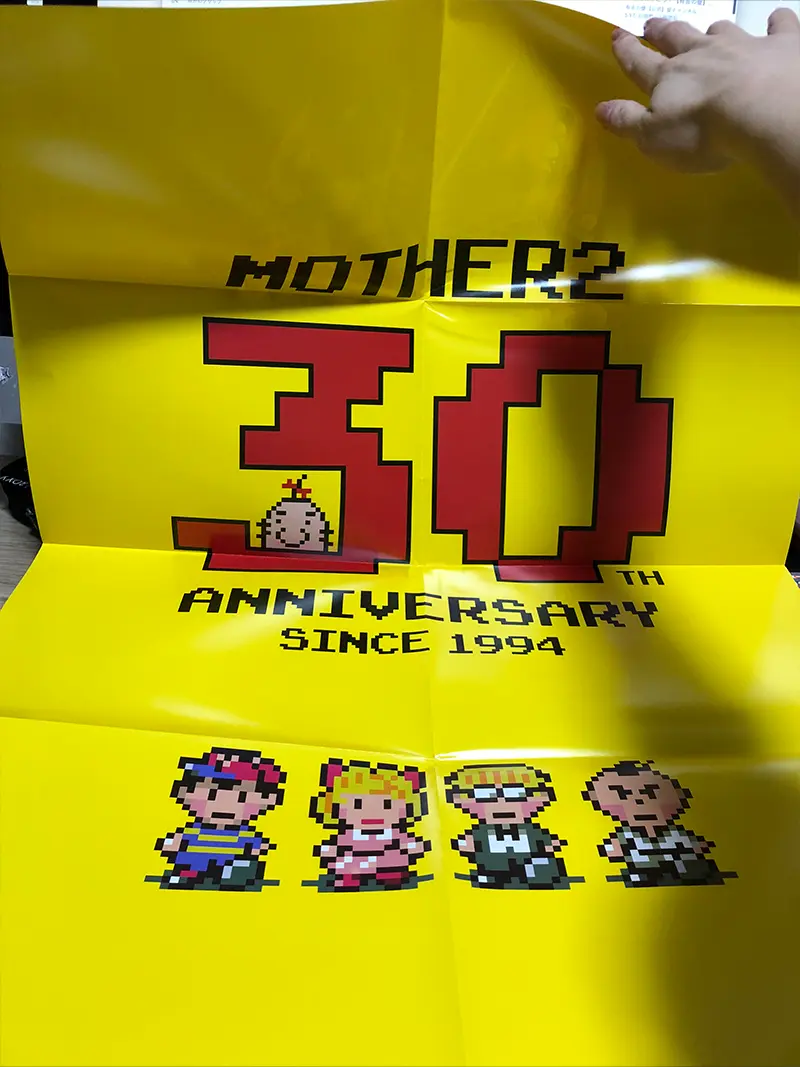 MOTHER2
30
TH
ANNIVERSARY
SINCE 1994